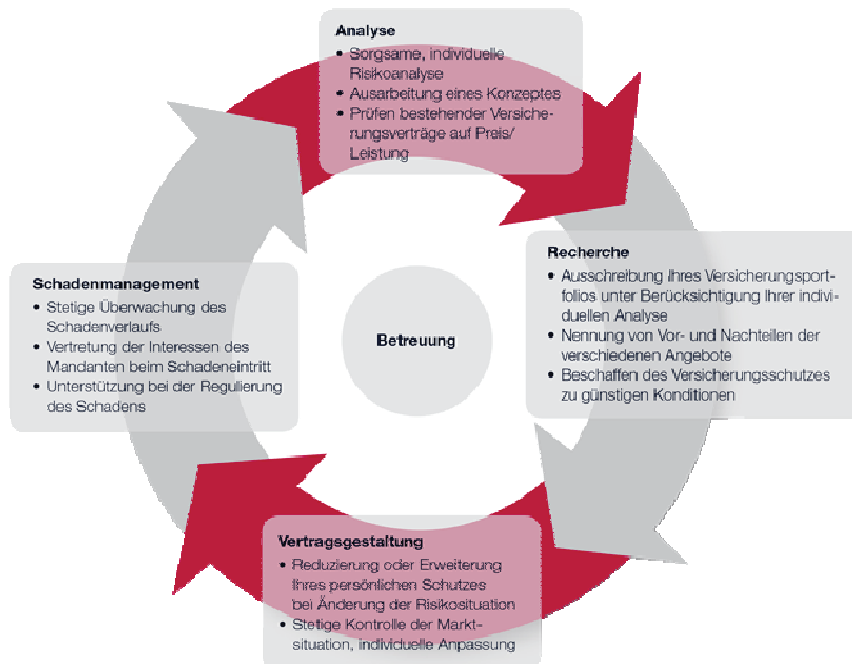 Analyse
• Sorgsame, individuelle
Risikoanalyse
• Ausarbeitung eines Konzeptes
• Prüfen bestehender Versiche-
rungsverträge auf Preis/
Leistung
Recherche
• Ausschreibung Ihres Versicherungsport-
folios unter Berücksichtigung Ihrer indivi-
duellen Analyse
• Nennung von Vor- und Nachteilen der
verschiedenen Angebote
• Beschaffen des Versicherungsschutzes
zu günstigen Konditionen
Vertragsgestaltung
• Reduzierung oder Erweiterung
Ihres persönlichen Schutzes
bei Änderung der Risikosituation
• Stetige Kontrolle der Markt-
situation, individuelle Anpassung
Schadenmanagement
• Stetige Überwachung des
Schadenverlaufs
• Vertretung der Interessen des
Mandanten beim Schadeneintritt
• Unterstützung bei der Regulierung
des Schadens
Betreuung